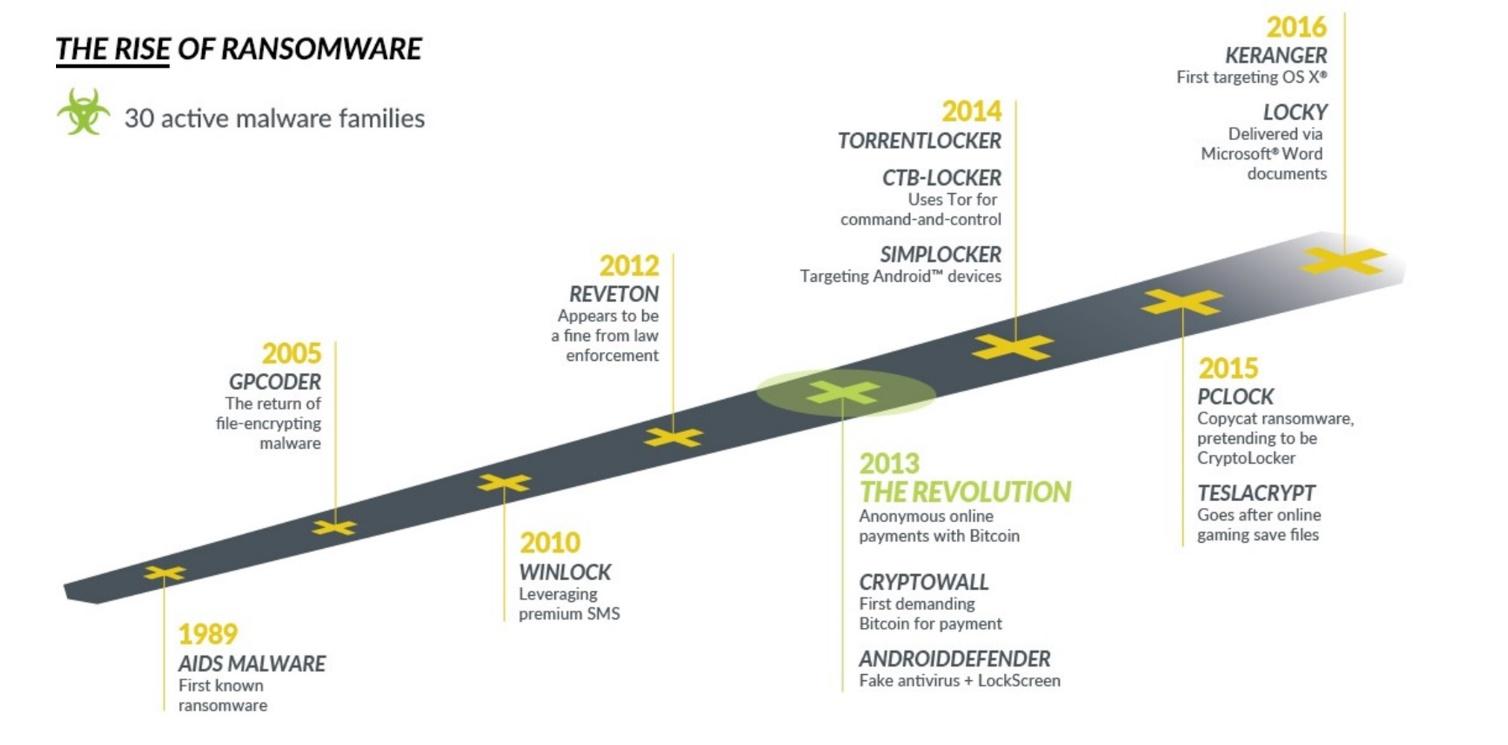 THE RISE OF RANSOMWARE
30 active malware families
1989
AIDS MALWARE
First known
ransomware
2005
GPCODER
The return of
file-encrypting
malware
2010
WINLOCK
Leveraging
premium SMS
2012
REVETON
Appears to be
a fine from law
enforcement
2013
THE REVOLUTION
Anonymous online
payments with Bitcoin
CRYPTOWALL
First demanding
Bitcoin for payment
ANDROIDDEFENDER
Fake antivirus + LockScreen
2014
TORRENTLOCKER
CTB-LOCKER
Uses Tor for
command-and-control
SIMPLOCKER
Targeting Android™ devices
2015
PCLOCK
Copycat ransomware,
pretending to be
CryptoLocker
TESLACRYPT
Goes after online
gaming save files
2016
KERANGER
First targeting OS X®
LOCKY
Delivered via
Microsoft® Word
documents